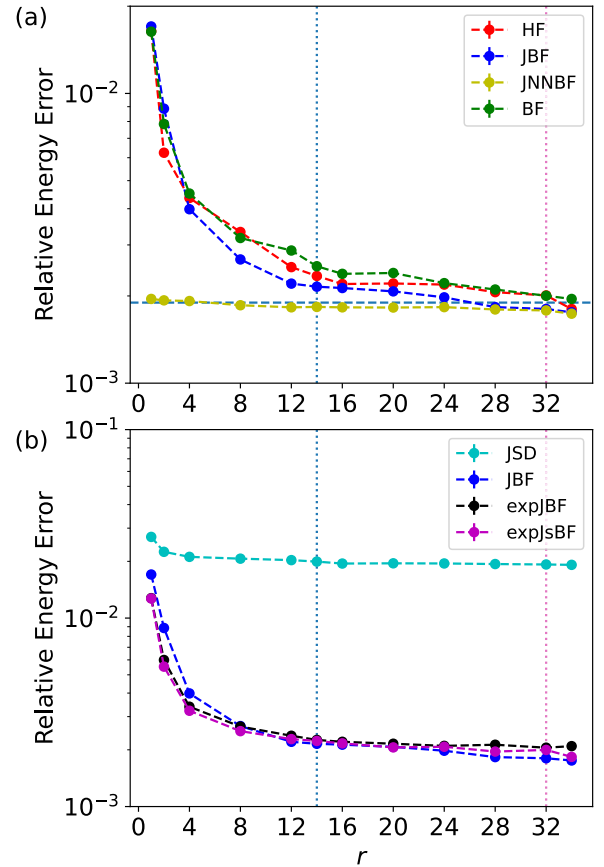 (a)
Relative Energy Error
10⁻²
10⁻³
HF
JBF
JNNBF
BF
0 4 8 12 16 20 24 28 32
(b)
Relative Energy Error
10⁻¹
10⁻²
10⁻³
JSD
JBF
expJBF
expJsBF
0 4 8 12 16 20 24 28 32
r